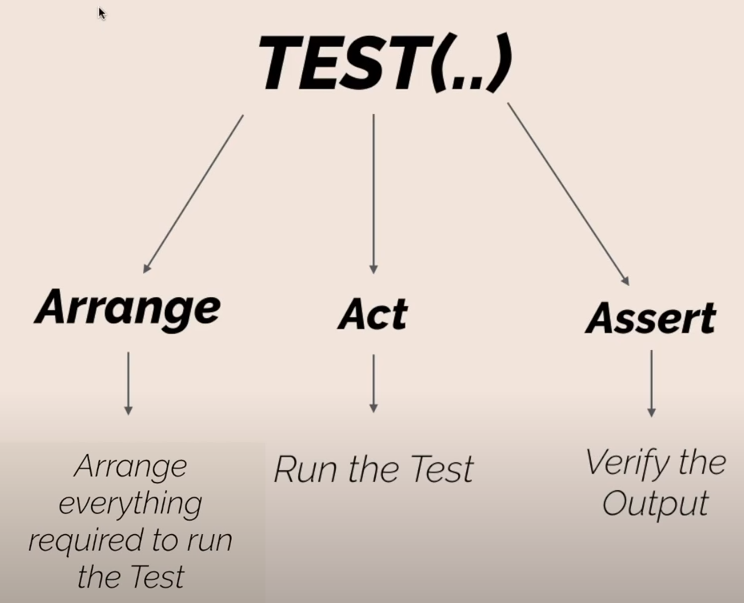 TEST(..)
Arrange
Act
Assert
Arrange
everything
required to run
the Test
Run the Test
Verify the
Output